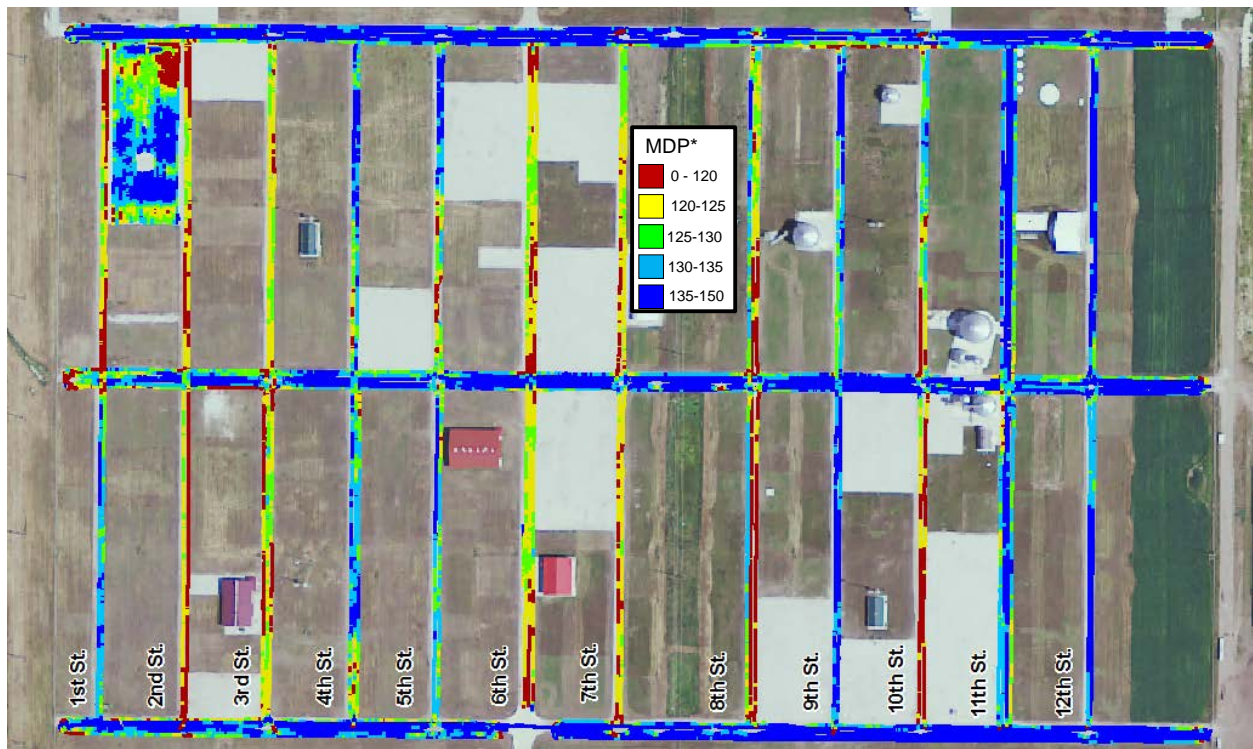 MDP*
0 - 120
120-125
125-130
130-135
135-150
1st St.
2nd St.
3rd St.
4th St.
5th St.
6th St.
7th St.
8th St.
9th St.
10th St.
11th St.
12th St.